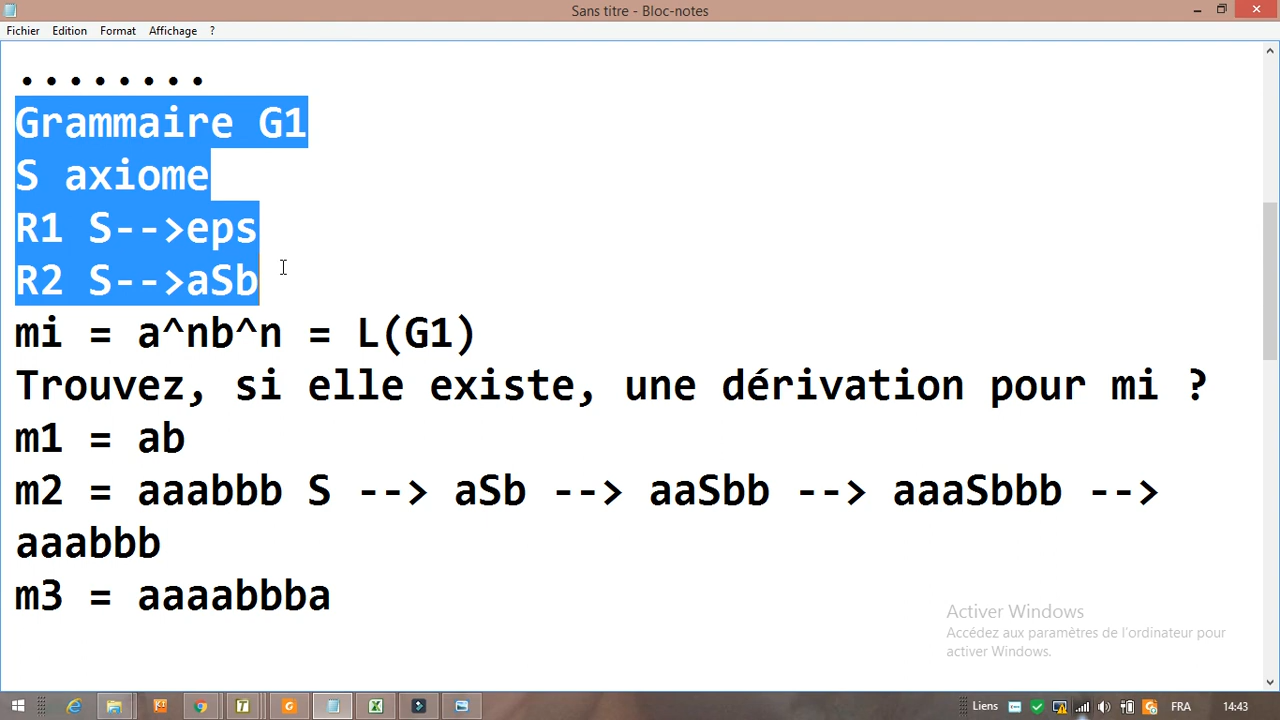 Sans titre - Bloc-notes
Fichier Edition Format Affichage ?
........
Grammaire G1
S axiome
R1 S-->eps
R2 S-->aSb
mi = a^nb^n = L(G1)
Trouvez, si elle existe, une dérivation pour mi ?
m1 = ab
m2 = aaabbb S --> aSb --> aaSbb --> aaaSbbb -->
aaabbb
m3 = aaaabbba
Activer Windows
Accédez aux paramètres de l'ordinateur pour
activer Windows.
Liens FRA 14:43